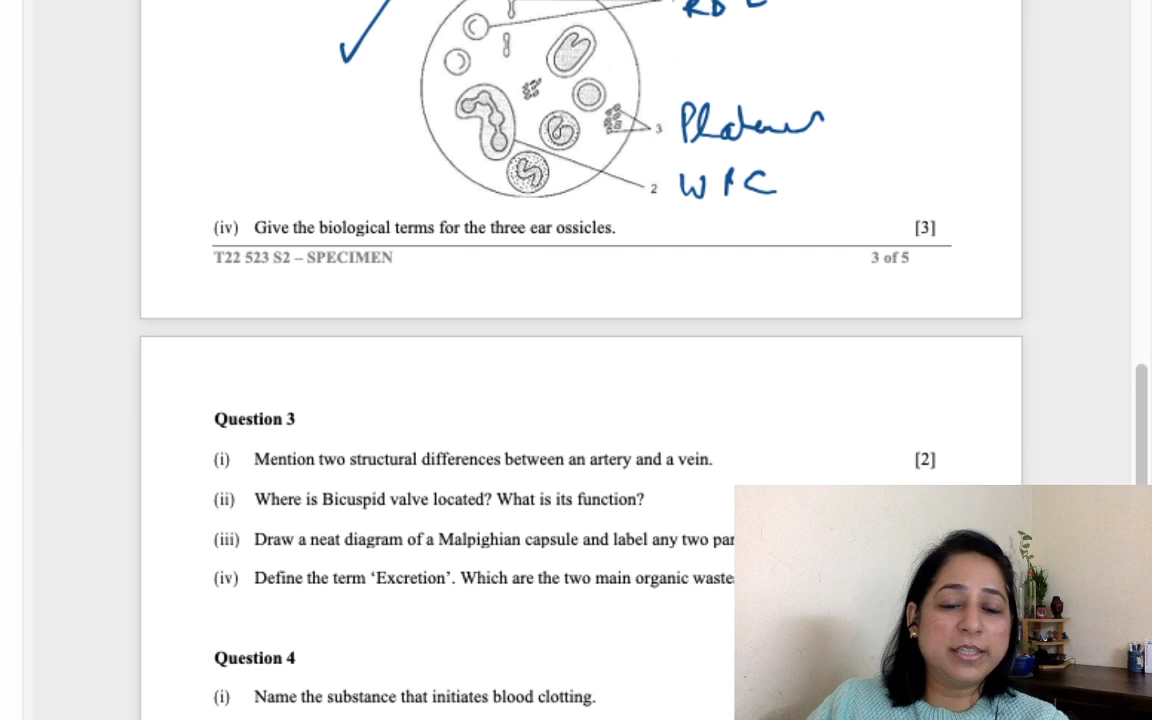 3 Platelets
2 WBC
(iv) Give the biological terms for the three ear ossicles. [3]
T22 523 S2 – SPECIMEN 3 of 5
Question 3
(i) Mention two structural differences between an artery and a vein. [2]
(ii) Where is Bicuspid valve located? What is its function?
(iii) Draw a neat diagram of a Malpighian capsule and label any two par
(iv) Define the term ‘Excretion’. Which are the two main organic waste
Question 4
(i) Name the substance that initiates blood clotting.